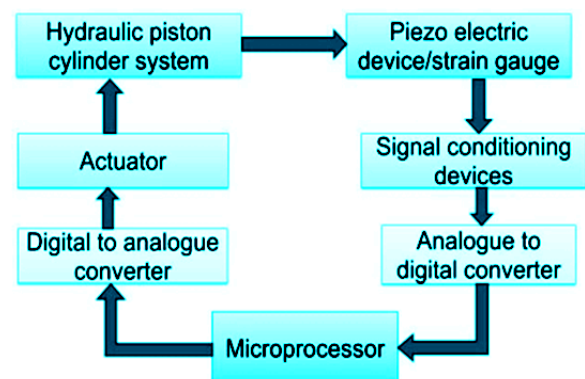 Hydraulic piston
cylinder system
Piezo electric
device/strain gauge
Actuator
Signal conditioning
devices
Digital to analogue
converter
Analogue to
digital converter
Microprocessor